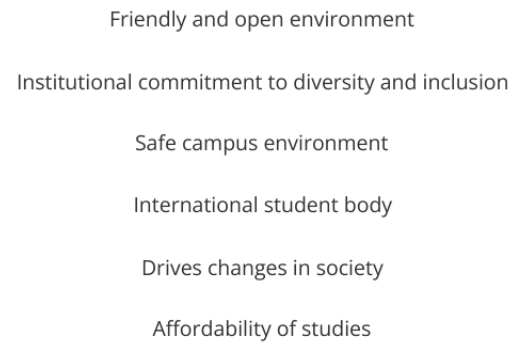 Friendly and open environment
Institutional commitment to diversity and inclusion
Safe campus environment
International student body
Drives changes in society
Affordability of studies